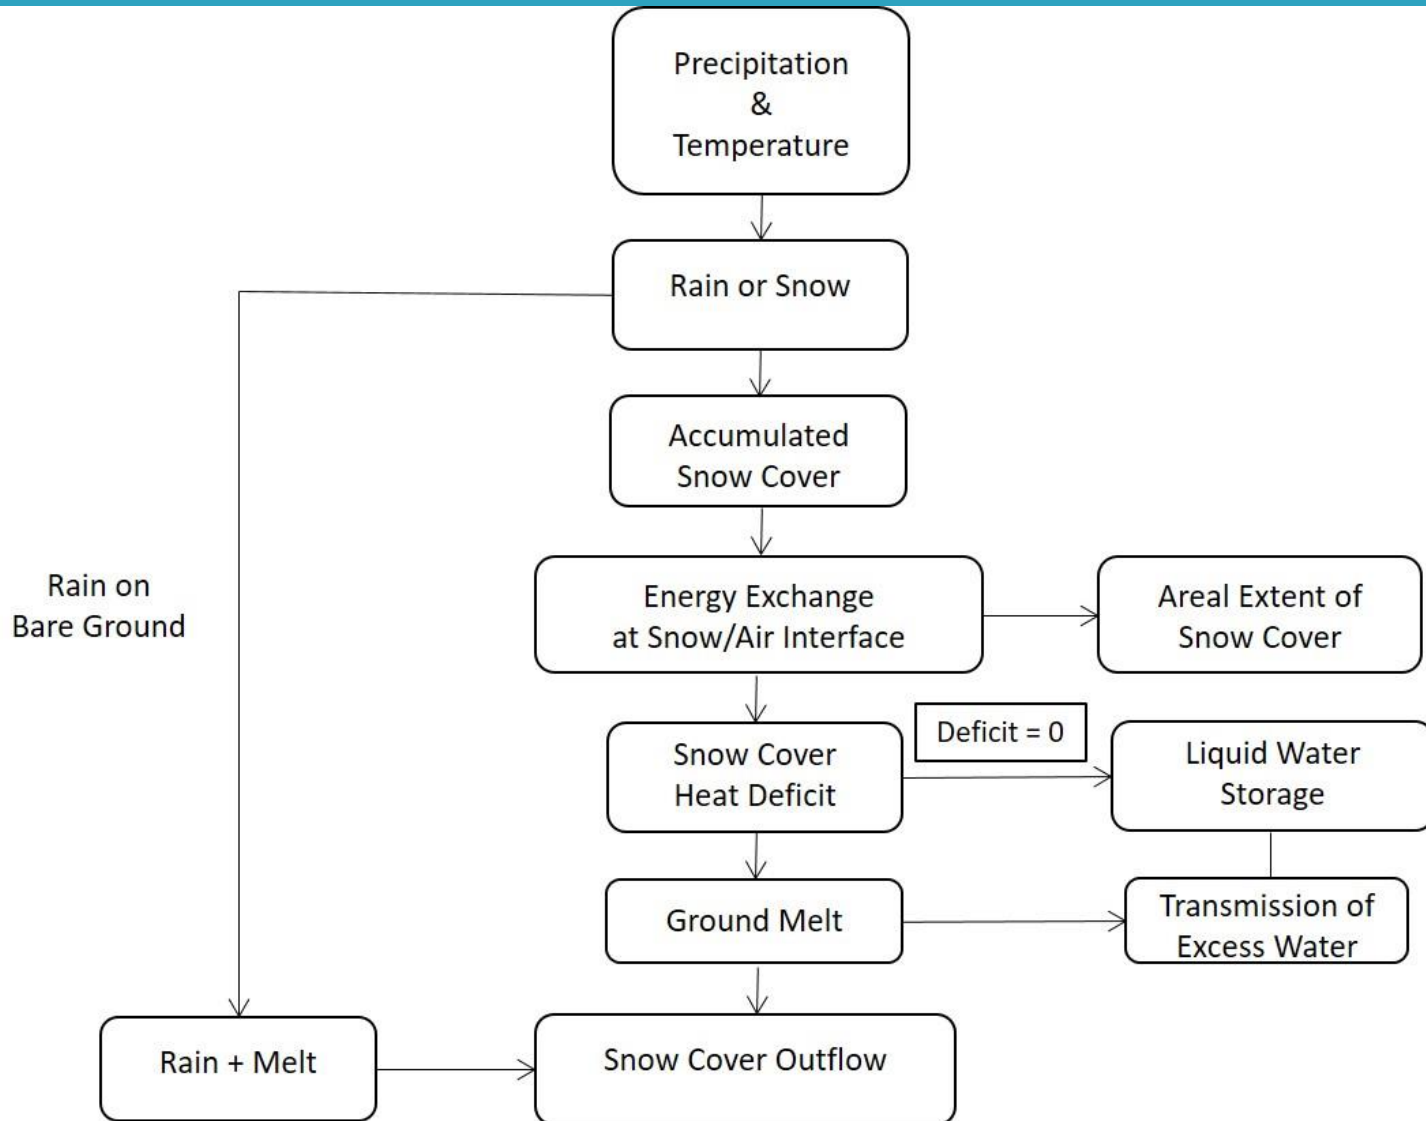 Precipitation
&
Temperature
Rain or Snow
Accumulated
Snow Cover
Rain on
Bare Ground
Energy Exchange
at Snow/Air Interface
Areal Extent of
Snow Cover
Snow Cover
Heat Deficit
Deficit = 0
Liquid Water
Storage
Ground Melt
Transmission of
Excess Water
Rain + Melt
Snow Cover Outflow